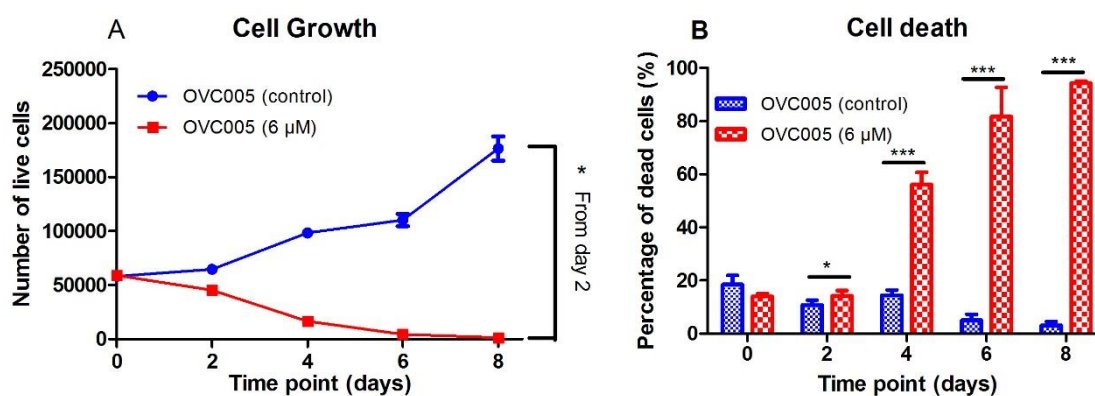 A
Cell Growth
Number of live cells
250000
200000
150000
100000
50000
0
OVC005 (control)
OVC005 (6 µM)
* From day 2
0 2 4 6 8
Time point (days)
B
Cell death
Percentage of dead cells (%)
100
80
60
40
20
0
OVC005 (control)
OVC005 (6 µM)
*
***
***
***
0 2 4 6 8
Time point (days)